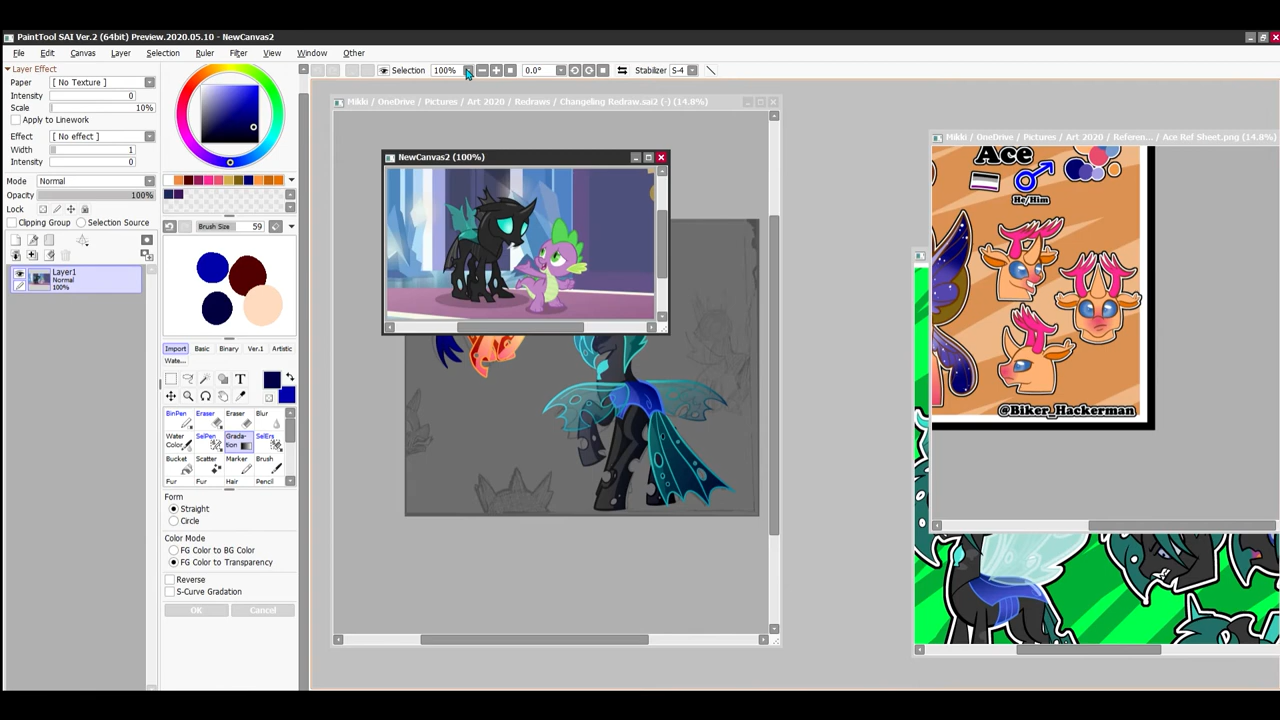 PaintTool SAI Ver.2 (64bit) Preview.2020.05.10 - NewCanvas2
File Edit Canvas Layer Selection Ruler Filter View Window Other
Layer Effect
Paper [ No Texture ]
Intensity 0
Scale 10%
Apply to Linework
Effect [ No effect ]
Width 1
Intensity 0
Mode Normal
Opacity 100%
Lock
Clipping Group Selection Source
Layer1
Normal
100%
Brush Size 59
Import Basic Binary Ver.1 Artistic
Wate...
T
BinPen Eraser Eraser Blur
Water Color SelPen Grada-tion SelErs
Bucket Scatter Marker Brush
Fur Fur Hair Pencil
Form
Straight
Circle
Color Mode
FG Color to BG Color
FG Color to Transparency
Reverse
S-Curve Gradation
OK Cancel
Selection 100% 0.0° Stabilizer S-4
Mikki / OneDrive / Pictures / Art 2020 / Redraws / Changeling Redraw.sai2 (·) (14.8%)
NewCanvas2 (100%)
Mikki / OneDrive / Pictures / Art 2020 / Referen... / Ace Ref Sheet.png (14.8%)
Ace
He/Him
@Biker_Hackerman